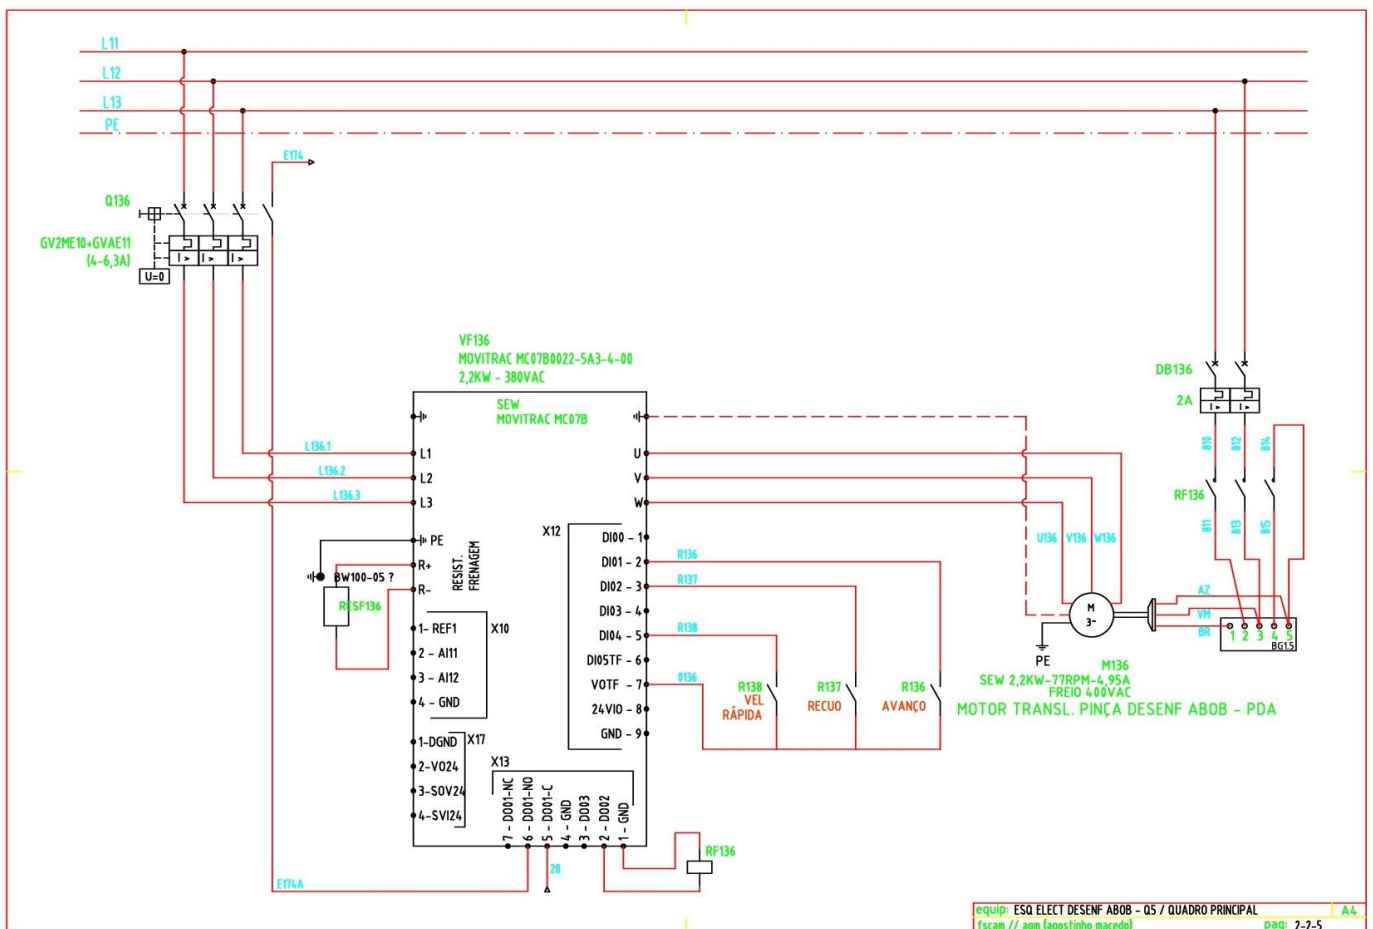 L11
L12
L13
PE
E174
Q136
GV2ME10+GVAE11
(4-6,3A)
I >
I >
I >
U=0
VF136
MOVITRAC MC07B0022-5A3-4-00
2,2KW - 380VAC
SEW
MOVITRAC MC07B
DB136
2A
I >
I >
810
812
814
RF136
811
813
815
L136.1
L136.2
L136.3
L1
L2
L3
U
V
W
PE
R+
R-
RESIST.
FRENAGEM
BW100-05 ?
RESF136
X12
DI00 - 1
DI01 - 2
DI02 - 3
DI03 - 4
DI04 - 5
DI05TF - 6
VOTF - 7
24VIO - 8
GND - 9
R136
R137
R138
0136
U136
V136
W136
M
3~
PE
AZ
VM
BR
1 2 3 4 5
BG1.5
M136
SEW 2,2KW-77RPM-4,95A
FREIO 400VAC
MOTOR TRANSL. PINÇA DESENF ABOB - PDA
1- REF1
2 - AI11
3 - AI12
4 - GND
X10
R138
VEL
RÁPIDA
R137
RECUO
R136
AVANÇO
1-DGND
2-VO24
3-SOV24
4-SVI24
X17
X13
7 - DO01-NC
6 - DO01-NO
5 - DO01-C
4 - GND
3 - DO03
2 - DO02
1 - GND
RF136
E174A
28
equip: ESQ ELECT DESENF ABOB - Q5 / QUADRO PRINCIPAL
A4
fscam // agm (agostinho macedo)
pag: 2-2-5